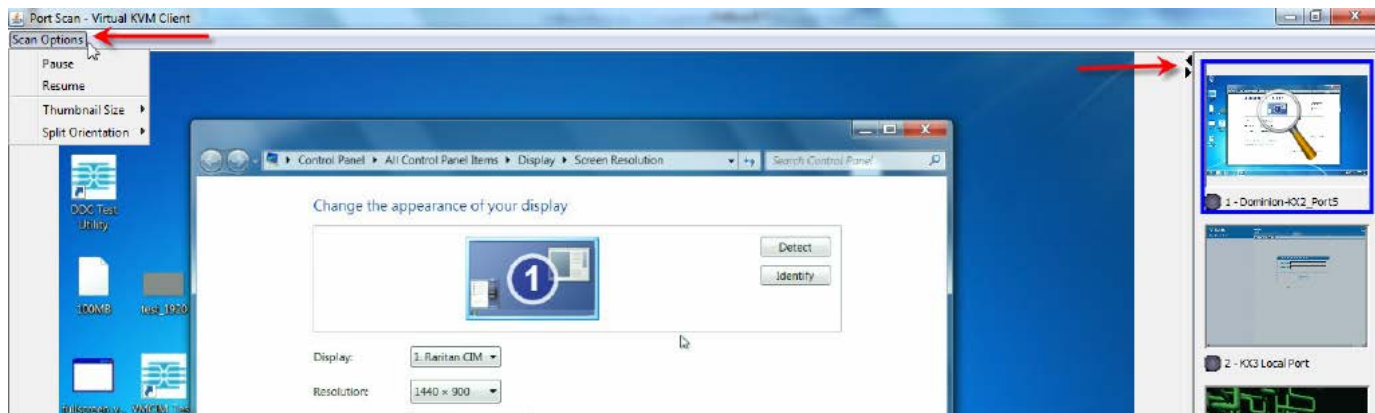 Port Scan - Virtual KVM Client
Scan Options
Pause
Resume
Thumbnail Size
Split Orientation
Control Panel
All Control Panel Items
Display
Screen Resolution
Search Control Panel
Change the appearance of your display
1
Detect
Identify
Display:
1. Raritan CIM
Resolution:
1440 × 900
DDC Test
Utility
100MB
test_1920
1 - Dominion-KX2_Port5
2 - KX3 Local Port